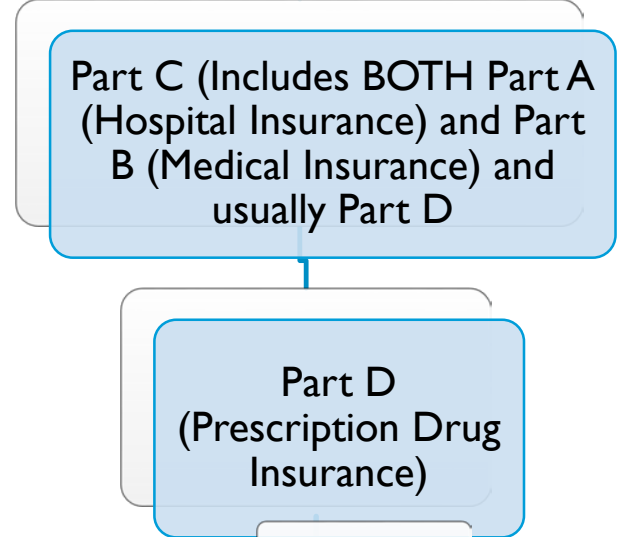 Part C (Includes BOTH Part A
(Hospital Insurance) and Part
B (Medical Insurance) and
usually Part D
Part D
(Prescription Drug
Insurance)